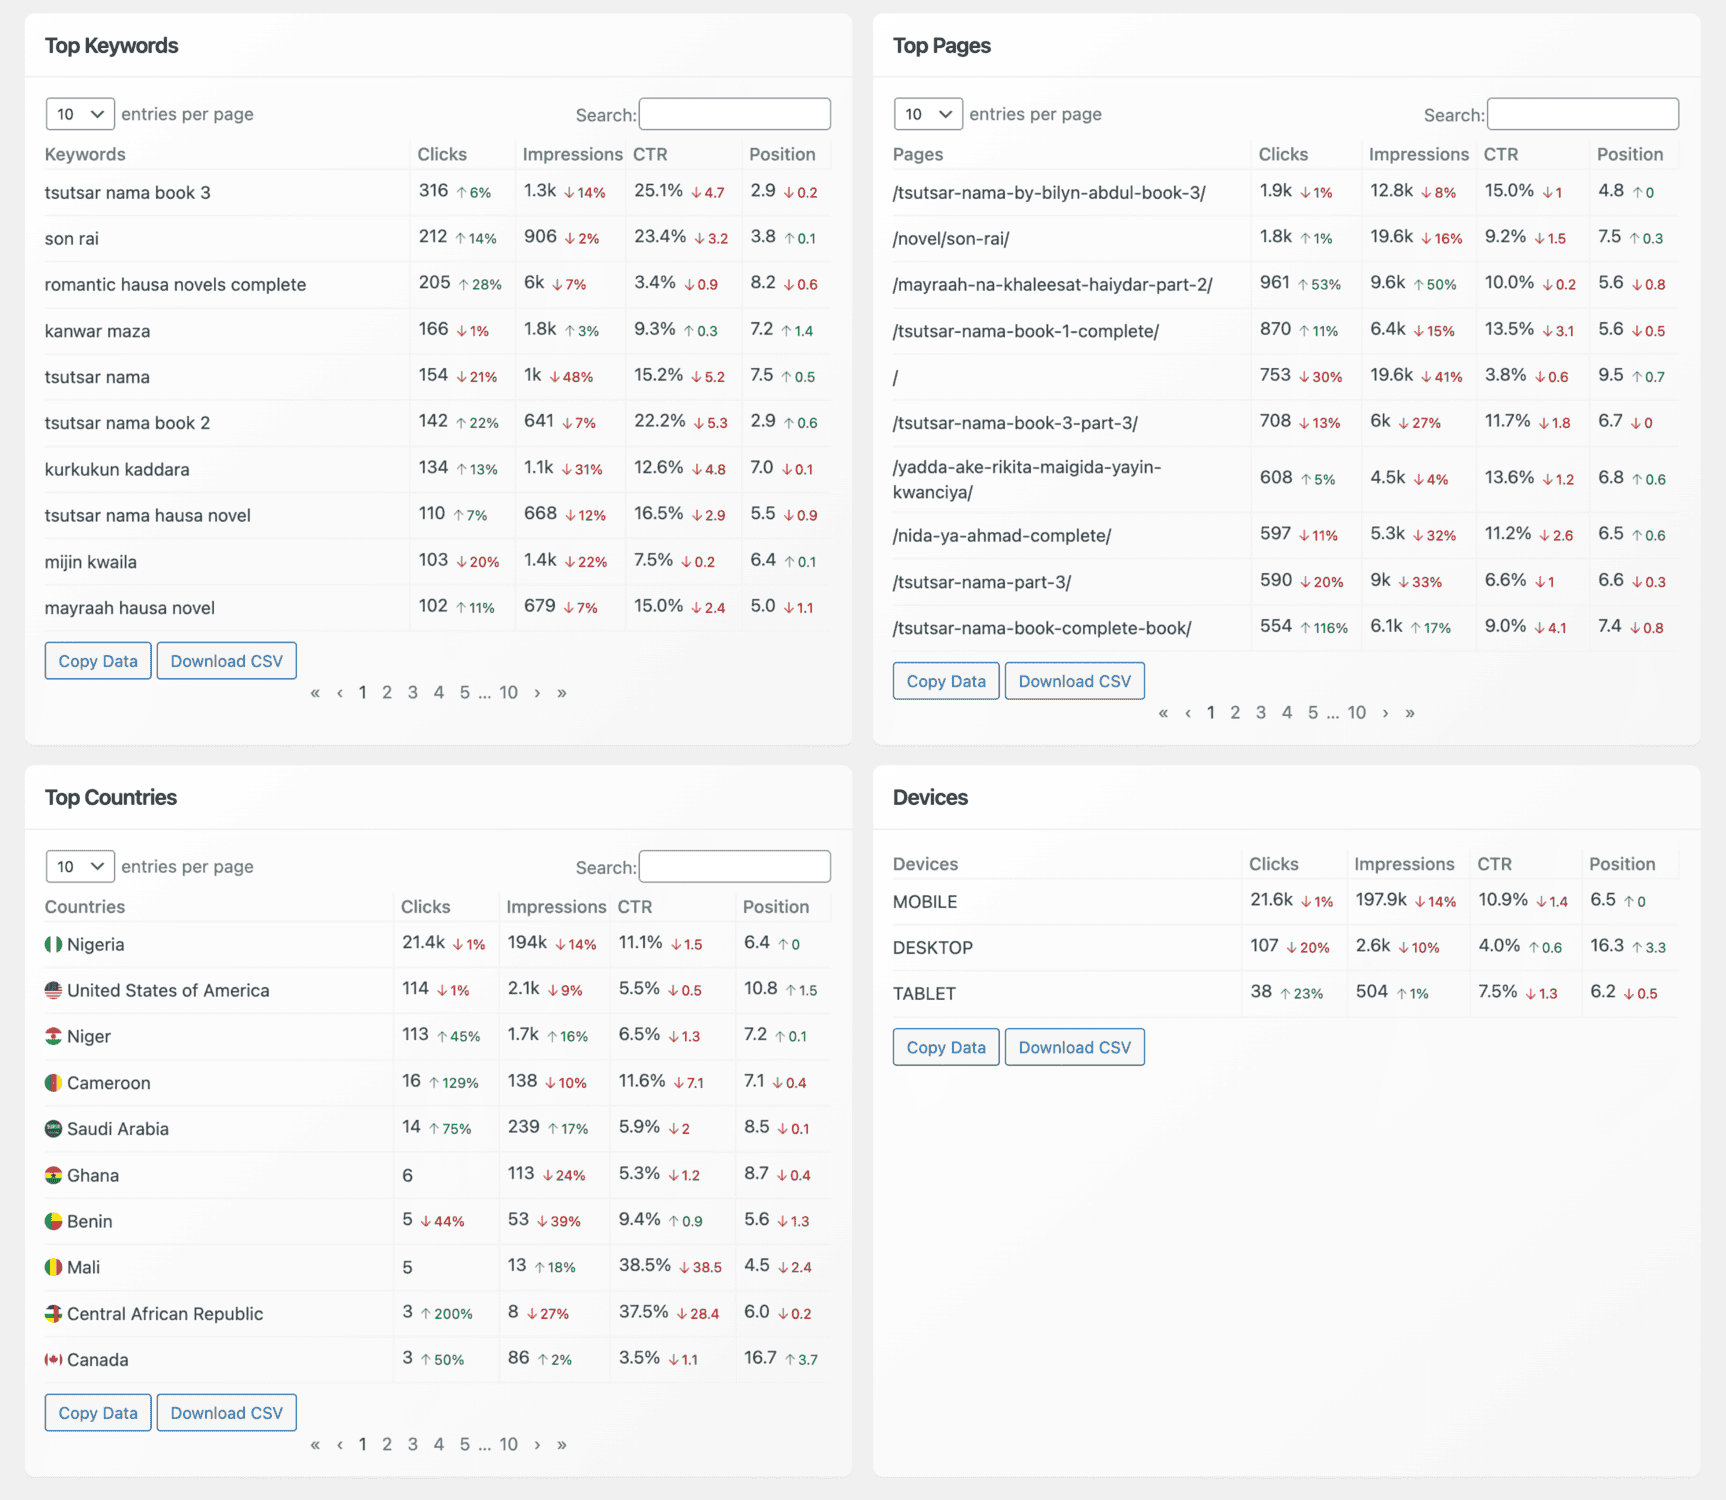 Top Keywords
10 entries per page Search:
Keywords Clicks Impressions CTR Position
tsutsar nama book 3 316 ↑6% 1.3k ↓14% 25.1% ↓4.7 2.9 ↓0.2
son rai 212 ↑14% 906 ↓2% 23.4% ↓3.2 3.8 ↑0.1
romantic hausa novels complete 205 ↑28% 6k ↓7% 3.4% ↓0.9 8.2 ↓0.6
kanwar maza 166 ↓1% 1.8k ↑3% 9.3% ↑0.3 7.2 ↑1.4
tsutsar nama 154 ↓21% 1k ↓48% 15.2% ↓5.2 7.5 ↑0.5
tsutsar nama book 2 142 ↑22% 641 ↓7% 22.2% ↓5.3 2.9 ↑0.6
kurkukun kaddara 134 ↑13% 1.1k ↓31% 12.6% ↓4.8 7.0 ↓0.1
tsutsar nama hausa novel 110 ↑7% 668 ↓12% 16.5% ↓2.9 5.5 ↓0.9
mijin kwaila 103 ↓20% 1.4k ↓22% 7.5% ↓0.2 6.4 ↑0.1
mayraah hausa novel 102 ↑11% 679 ↓7% 15.0% ↓2.4 5.0 ↓1.1
Copy Data Download CSV
« ‹ 1 2 3 4 5 ... 10 › »
Top Pages
10 entries per page Search:
Pages Clicks Impressions CTR Position
/tsutsar-nama-by-bilyn-abdul-book-3/ 1.9k ↓1% 12.8k ↓8% 15.0% ↓1 4.8 ↑0
/novel/son-rai/ 1.8k ↑1% 19.6k ↓16% 9.2% ↓1.5 7.5 ↑0.3
/mayraah-na-khaleesat-haiydar-part-2/ 961 ↑53% 9.6k ↑50% 10.0% ↓0.2 5.6 ↓0.8
/tsutsar-nama-book-1-complete/ 870 ↑11% 6.4k ↓15% 13.5% ↓3.1 5.6 ↓0.5
/ 753 ↓30% 19.6k ↓41% 3.8% ↓0.6 9.5 ↑0.7
/tsutsar-nama-book-3-part-3/ 708 ↓13% 6k ↓27% 11.7% ↓1.8 6.7 ↓0
/yadda-ake-rikita-maigida-yayin-
kwanciya/ 608 ↑5% 4.5k ↓4% 13.6% ↓1.2 6.8 ↑0.6
/nida-ya-ahmad-complete/ 597 ↓11% 5.3k ↓32% 11.2% ↓2.6 6.5 ↑0.6
/tsutsar-nama-part-3/ 590 ↓20% 9k ↓33% 6.6% ↓1 6.6 ↓0.3
/tsutsar-nama-book-complete-book/ 554 ↑116% 6.1k ↑17% 9.0% ↓4.1 7.4 ↓0.8
Copy Data Download CSV
« ‹ 1 2 3 4 5 ... 10 › »
Top Countries
10 entries per page Search:
Countries Clicks Impressions CTR Position
Nigeria 21.4k ↓1% 194k ↓14% 11.1% ↓1.5 6.4 ↑0
United States of America 114 ↓1% 2.1k ↓9% 5.5% ↓0.5 10.8 ↑1.5
Niger 113 ↑45% 1.7k ↑16% 6.5% ↓1.3 7.2 ↑0.1
Cameroon 16 ↑129% 138 ↓10% 11.6% ↓7.1 7.1 ↓0.4
Saudi Arabia 14 ↑75% 239 ↑17% 5.9% ↓2 8.5 ↓0.1
Ghana 6 113 ↓24% 5.3% ↓1.2 8.7 ↓0.4
Benin 5 ↓44% 53 ↓39% 9.4% ↑0.9 5.6 ↓1.3
Mali 5 13 ↑18% 38.5% ↓38.5 4.5 ↓2.4
Central African Republic 3 ↑200% 8 ↓27% 37.5% ↓28.4 6.0 ↓0.2
Canada 3 ↑50% 86 ↑2% 3.5% ↓1.1 16.7 ↑3.7
Copy Data Download CSV
« ‹ 1 2 3 4 5 ... 10 › »
Devices
Devices Clicks Impressions CTR Position
MOBILE 21.6k ↓1% 197.9k ↓14% 10.9% ↓1.4 6.5 ↑0
DESKTOP 107 ↓20% 2.6k ↓10% 4.0% ↑0.6 16.3 ↑3.3
TABLET 38 ↑23% 504 ↑1% 7.5% ↓1.3 6.2 ↓0.5
Copy Data Download CSV